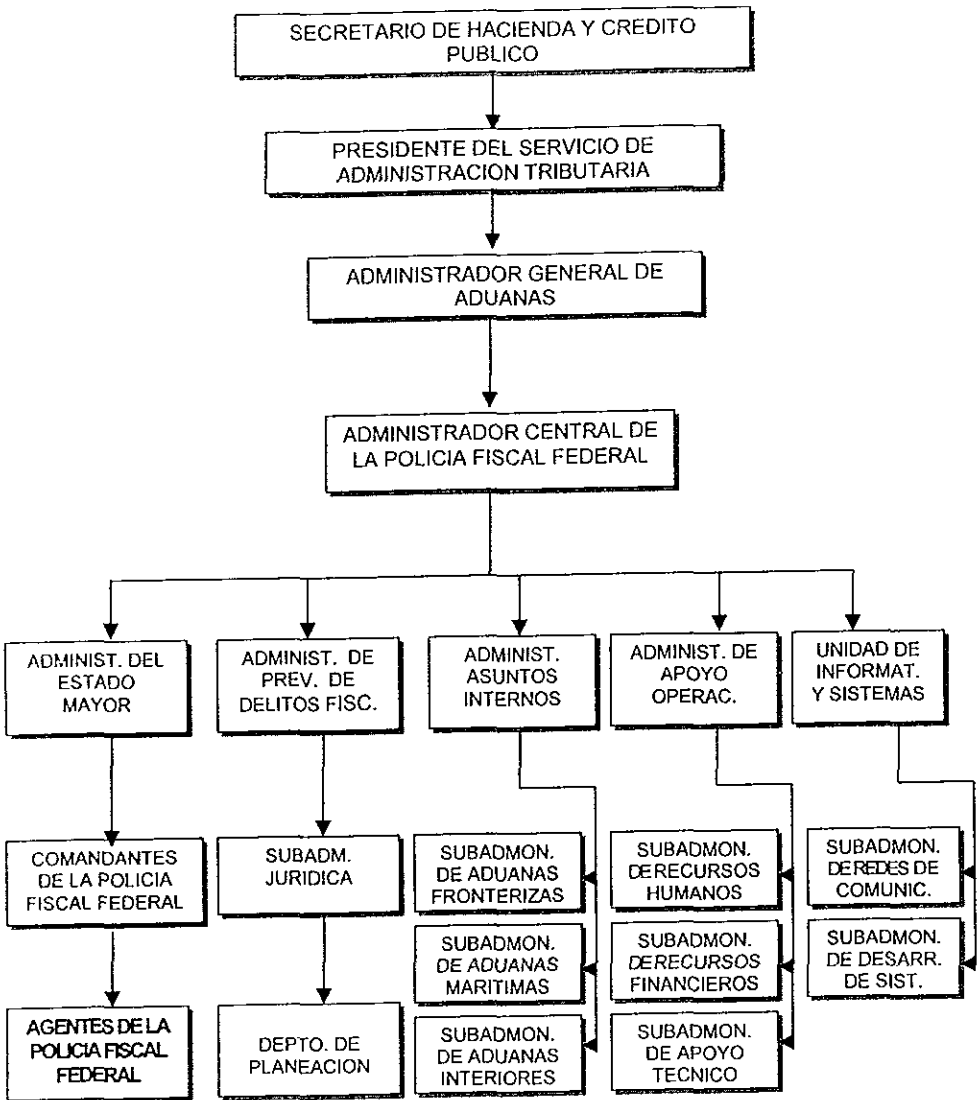 SECRETARIO DE HACIENDA Y CREDITO
PUBLICO
PRESIDENTE DEL SERVICIO DE
ADMINISTRACION TRIBUTARIA
ADMINISTRADOR GENERAL DE
ADUANAS
ADMINISTRADOR CENTRAL DE
LA POLICIA FISCAL FEDERAL
ADMINIST. DEL
ESTADO
MAYOR
ADMINIST. DE
PREV. DE
DELITOS FISC.
ADMINIST.
ASUNTOS
INTERNOS
ADMINIST. DE
APOYO
OPERAC.
UNIDAD DE
INFORMAT.
Y SISTEMAS
COMANDANTES
DE LA POLICIA
FISCAL FEDERAL
SUBADM.
JURIDICA
SUBADMON.
DE ADUANAS
FRONTERIZAS
SUBADMON.
DE RECURSOS
HUMANOS
SUBADMON.
DE REDES DE
COMUNIC.
SUBADMON.
DE ADUANAS
MARITIMAS
SUBADMON.
DE RECURSOS
FINANCIEROS
SUBADMON.
DE DESARR.
DE SIST.
AGENTES DE LA
POLICIA FISCAL
FEDERAL
DEPTO. DE
PLANEACION
SUBADMON.
DE ADUANAS
INTERIORES
SUBADMON.
DE APOYO
TECNICO